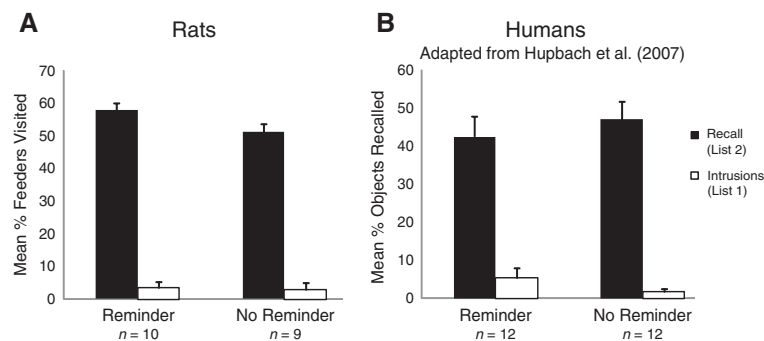 A
Rats
Mean % Feeders Visited
70
60
50
40
30
20
10
0
Reminder
n = 10
No Reminder
n = 9
B
Humans
Adapted from Hupbach et al. (2007)
Mean % Objects Recalled
60
50
40
30
20
10
0
Reminder
n = 12
No Reminder
n = 12
Recall
(List 2)
Intrusions
(List 1)